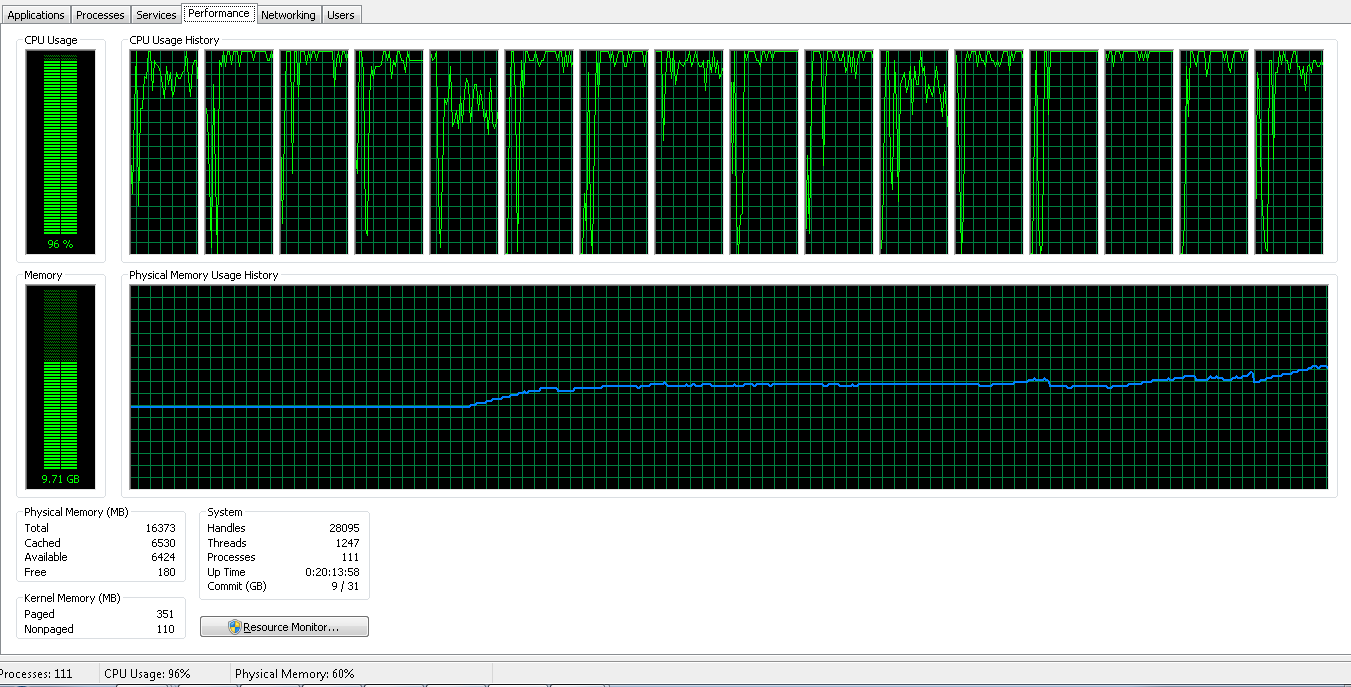 Applications Processes Services Performance Networking Users
CPU Usage CPU Usage History
96 %
Memory Physical Memory Usage History
9.71 GB
Physical Memory (MB)
Total 16373
Cached 6530
Available 6424
Free 180
Kernel Memory (MB)
Paged 351
Nonpaged 110
System
Handles 28095
Threads 1247
Processes 111
Up Time 0:20:13:58
Commit (GB) 9 / 31
Resource Monitor...
Processes: 111 CPU Usage: 96% Physical Memory: 60%